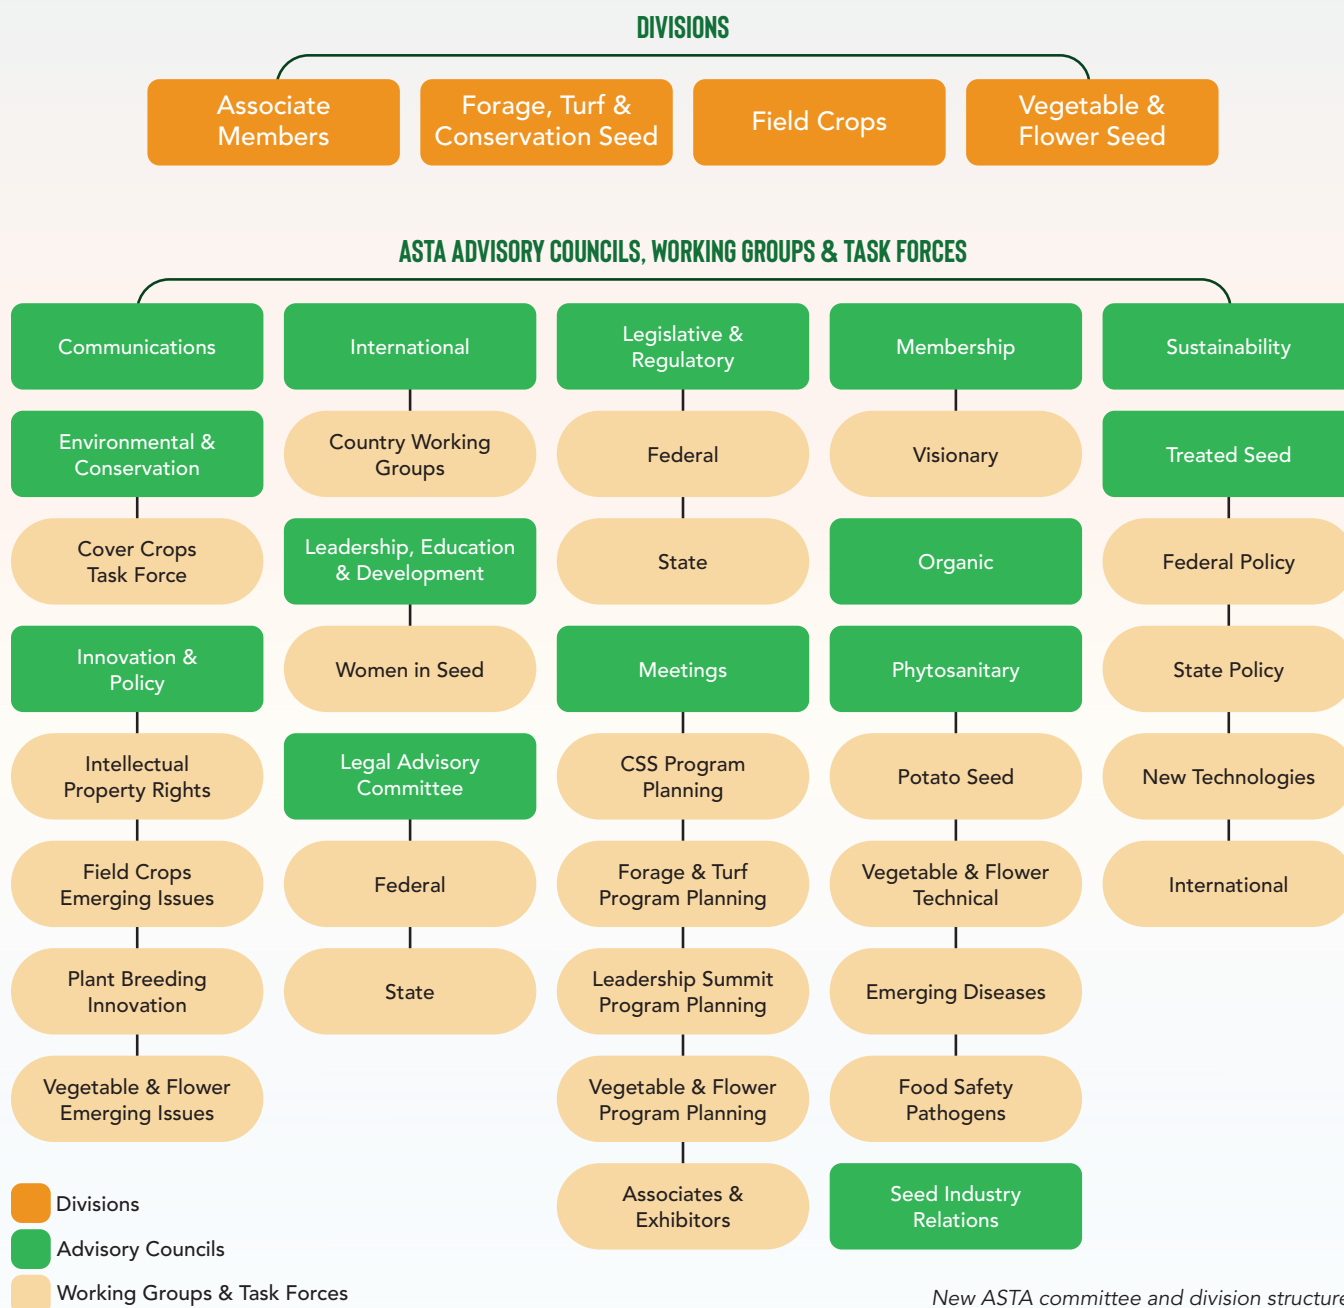 DIVISIONS
Associate
Members
Forage, Turf &
Conservation Seed
Field Crops
Vegetable &
Flower Seed
ASTA ADVISORY COUNCILS, WORKING GROUPS & TASK FORCES
Communications
Environmental &
Conservation
Cover Crops
Task Force
Innovation &
Policy
Intellectual
Property Rights
Field Crops
Emerging Issues
Plant Breeding
Innovation
Vegetable & Flower
Emerging Issues
International
Country Working
Groups
Leadership, Education
& Development
Women in Seed
Legal Advisory
Committee
Federal
State
Legislative &
Regulatory
Federal
State
Meetings
CSS Program
Planning
Forage & Turf
Program Planning
Leadership Summit
Program Planning
Vegetable & Flower
Program Planning
Associates &
Exhibitors
Membership
Visionary
Organic
Phytosanitary
Potato Seed
Vegetable & Flower
Technical
Emerging Diseases
Food Safety
Pathogens
Seed Industry
Relations
Sustainability
Treated Seed
Federal Policy
State Policy
New Technologies
International
Divisions
Advisory Councils
Working Groups & Task Forces
New ASTA committee and division structure